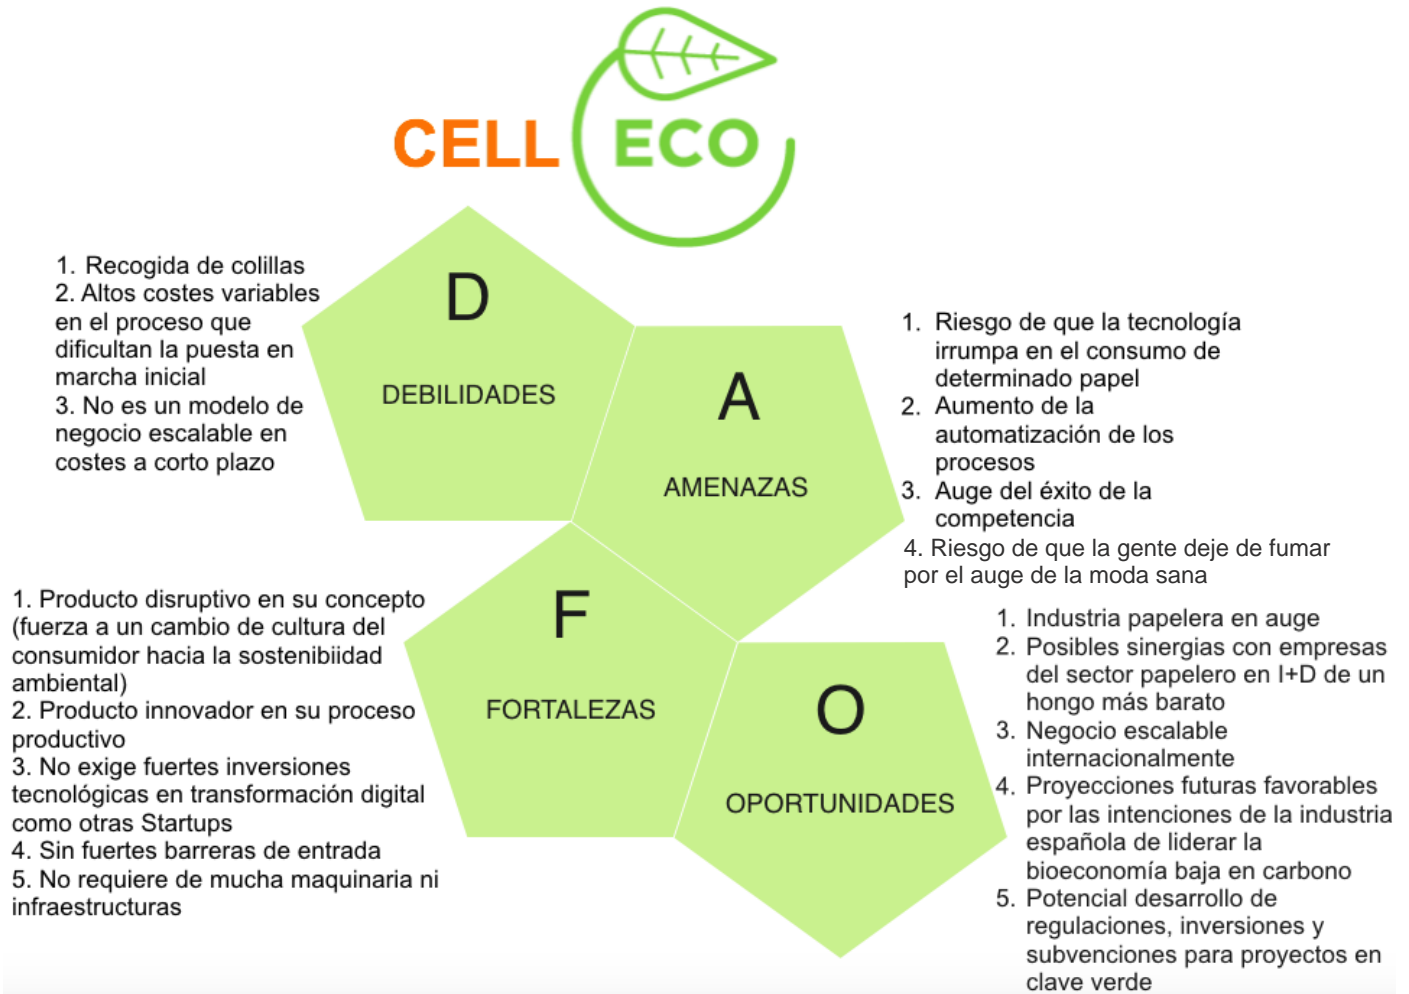 CELL ECO
D
DEBILIDADES
1. Recogida de colillas
2. Altos costes variables
en el proceso que
dificultan la puesta en
marcha inicial
3. No es un modelo de
negocio escalable en
costes a corto plazo
A
AMENAZAS
1. Riesgo de que la tecnología
irrumpa en el consumo de
determinado papel
2. Aumento de la
automatización de los
procesos
3. Auge del éxito de la
competencia
4. Riesgo de que la gente deje de fumar
por el auge de la moda sana
F
FORTALEZAS
1. Producto disruptivo en su concepto
(fuerza a un cambio de cultura del
consumidor hacia la sostenibiidad
ambiental)
2. Producto innovador en su proceso
productivo
3. No exige fuertes inversiones
tecnológicas en transformación digital
como otras Startups
4. Sin fuertes barreras de entrada
5. No requiere de mucha maquinaria ni
infraestructuras
O
OPORTUNIDADES
1. Industria papelera en auge
2. Posibles sinergias con empresas
del sector papelero en I+D de un
hongo más barato
3. Negocio escalable
internacionalmente
4. Proyecciones futuras favorables
por las intenciones de la industria
española de liderar la
bioeconomía baja en carbono
5. Potencial desarrollo de
regulaciones, inversiones y
subvenciones para proyectos en
clave verde